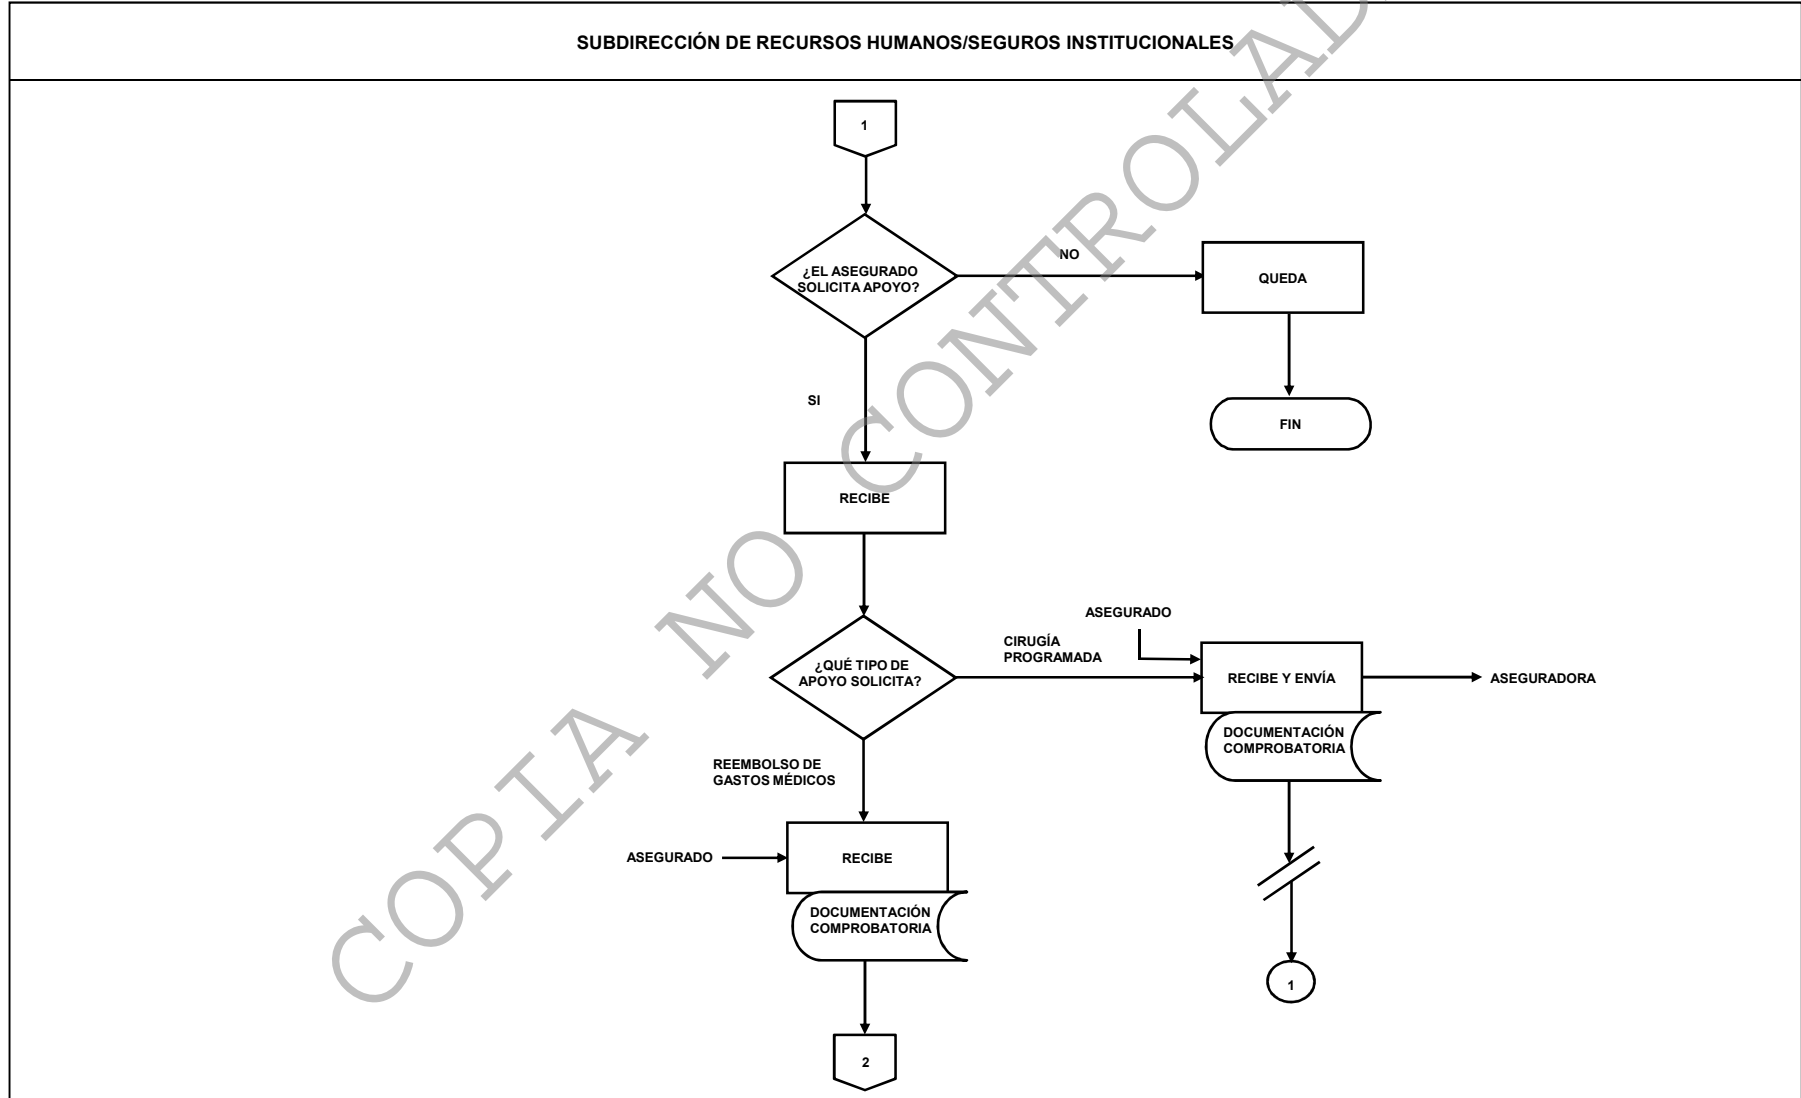 SUBDIRECCIÓN DE RECURSOS HUMANOS/SEGUROS INSTITUCIONALES
1
¿EL ASEGURADO
SOLICITA APOYO?
NO
QUEDA
SI
FIN
RECIBE
¿QUÉ TIPO DE
APOYO SOLICITA?
CIRUGÍA
PROGRAMADA
ASEGURADO
RECIBE Y ENVÍA
ASEGURADORA
DOCUMENTACIÓN
COMPROBATORIA
REEMBOLSO DE
GASTOS MÉDICOS
ASEGURADO
RECIBE
DOCUMENTACIÓN
COMPROBATORIA
1
2
COPIA NO CONTROLAD